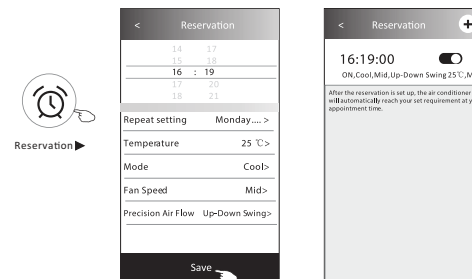 Reservation
< Reservation
14 17
15 18
16 : 19
17 20
18 21
Repeat setting Monday.... >
Temperature 25 ℃>
Mode Cool>
Fan Speed Mid>
Precision Air Flow Up-Down Swing>
Save
< Reservation +
16:19:00
ON,Cool,Mid,Up-Down Swing 25℃,M
After the reservation is set up, the air conditioner
will automatically reach your set requirement at y
appointment time.